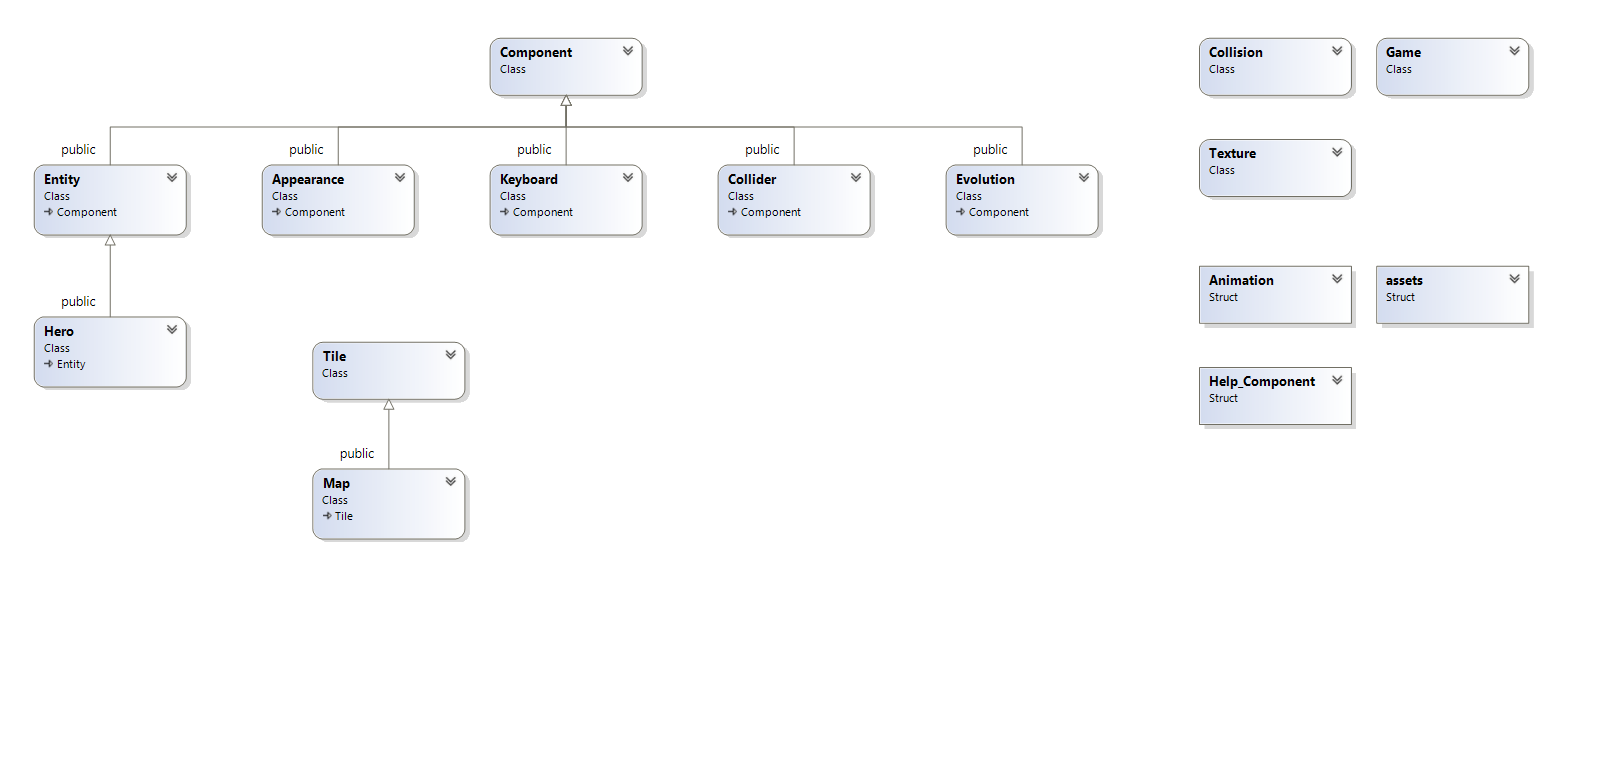 Component
Class
Collision
Class
Game
Class
public
public
public
public
public
Texture
Class
Entity
Class
Component
Appearance
Class
Component
Keyboard
Class
Component
Collider
Class
Component
Evolution
Class
Component
Animation
Struct
assets
Struct
public
Hero
Class
Entity
Tile
Class
Help_Component
Struct
public
Map
Class
Tile